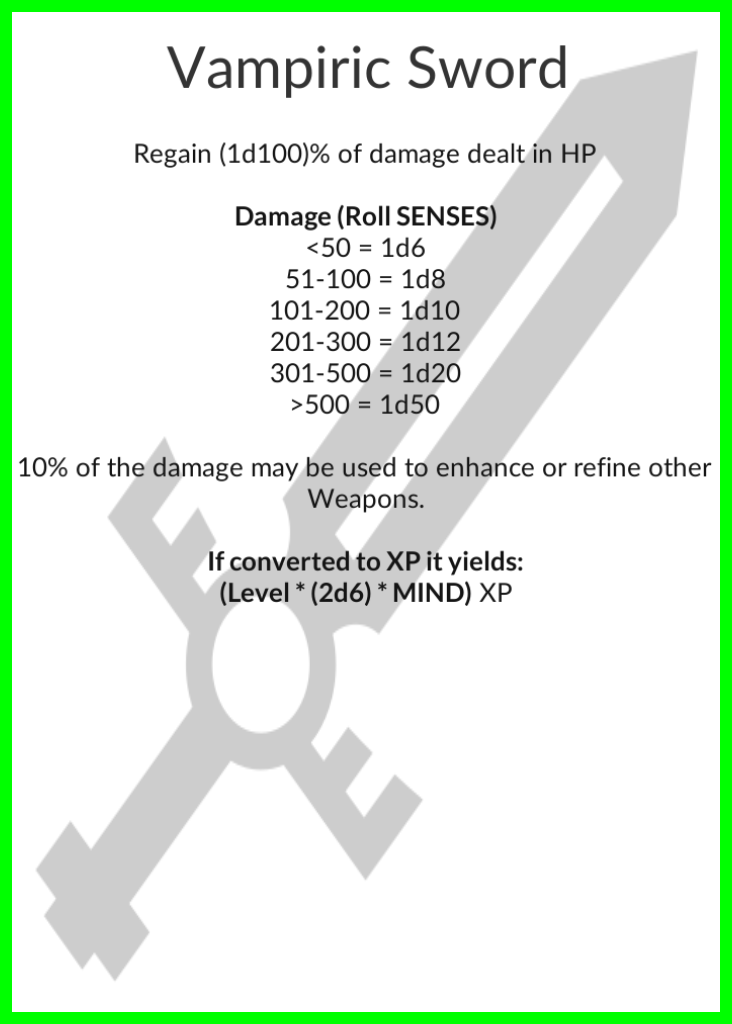 Vampiric Sword
Regain (1d100)% of damage dealt in HP
Damage (Roll SENSES)
<50 = 1d6
51-100 = 1d8
101-200 = 1d10
201-300 = 1d12
301-500 = 1d20
>500 = 1d50
10% of the damage may be used to enhance or refine other
Weapons.
If converted to XP it yields:
(Level * (2d6) * MIND) XP